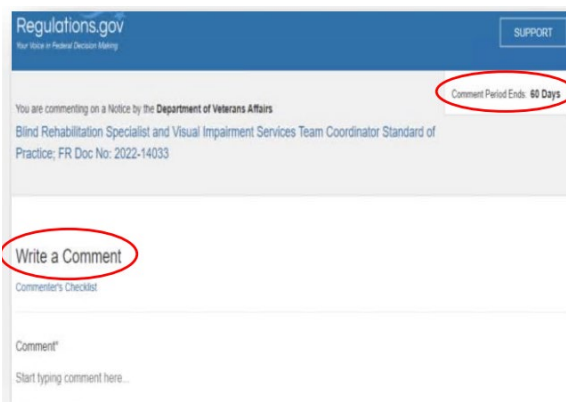 Regulations.gov
Your Voice in Federal Decision Making
SUPPORT
Comment Period Ends: 60 Days
You are commenting on a Notice by the Department of Veterans Affairs
Blind Rehabilitation Specialist and Visual Impairment Services Team Coordinator Standard of
Practice; FR Doc No: 2022-14033
Write a Comment
Commenter's Checklist
Comment*
Start typing comment here...